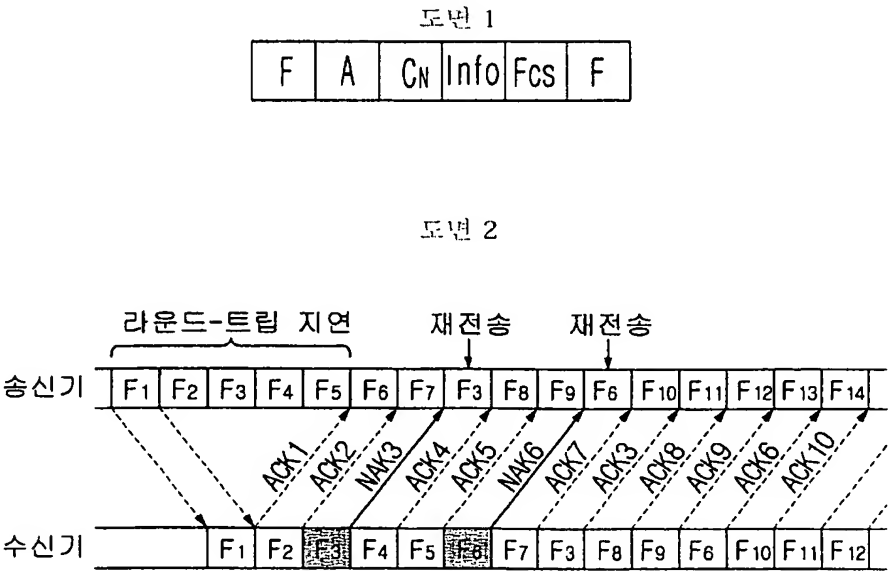 도면 1
F A CN Info FCS F
도면 2
라운드-트립 지연 재전송 재전송
송신기 F1 F2 F3 F4 F5 F6 F7 F3 F8 F9 F6 F10 F11 F12 F13 F14
ACK1 ACK2 NAK3 ACK4 ACK5 NAK6 ACK7 ACK3 ACK8 ACK9 ACK6 ACK10
수신기 F1 F2 F3 F4 F5 F6 F7 F3 F8 F9 F6 F10 F11 F12